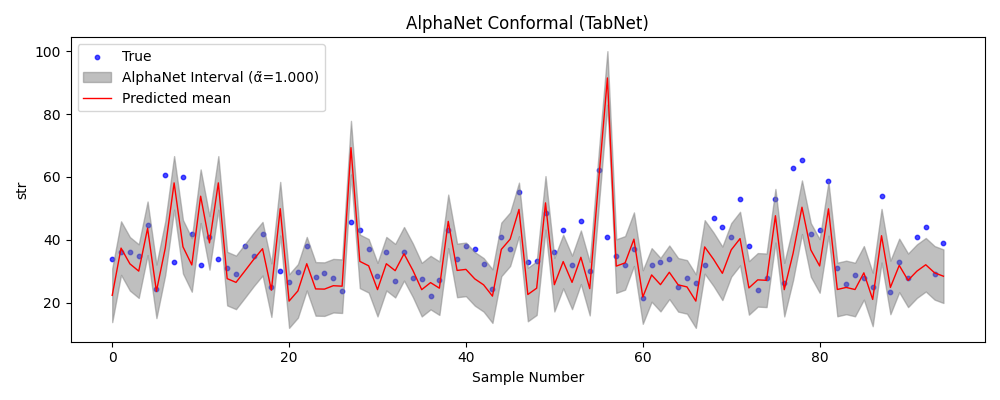 AlphaNet Conformal (TabNet)
True
AlphaNet Interval (α̃=1.000)
Predicted mean
str
100
80
60
40
20
0
20
40
60
80
Sample Number